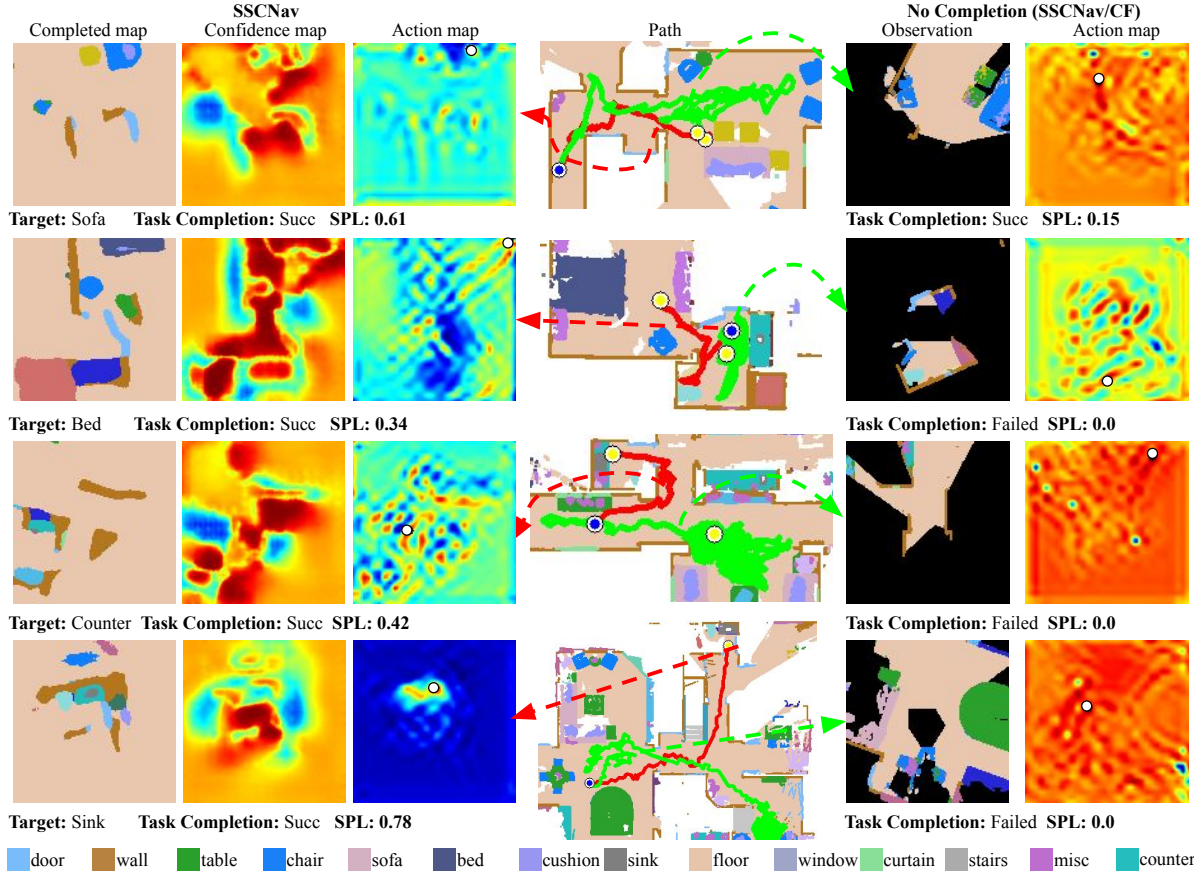 SSCNav No Completion (SSCNav/CF)
Completed map Confidence map Action map Path Observation Action map
Target: Sofa Task Completion: Succ SPL: 0.61 Task Completion: Succ SPL: 0.15
Target: Bed Task Completion: Succ SPL: 0.34 Task Completion: Failed SPL: 0.0
Target: Counter Task Completion: Succ SPL: 0.42 Task Completion: Failed SPL: 0.0
Target: Sink Task Completion: Succ SPL: 0.78 Task Completion: Failed SPL: 0.0
door wall table chair sofa bed cushion sink floor window curtain stairs misc counter